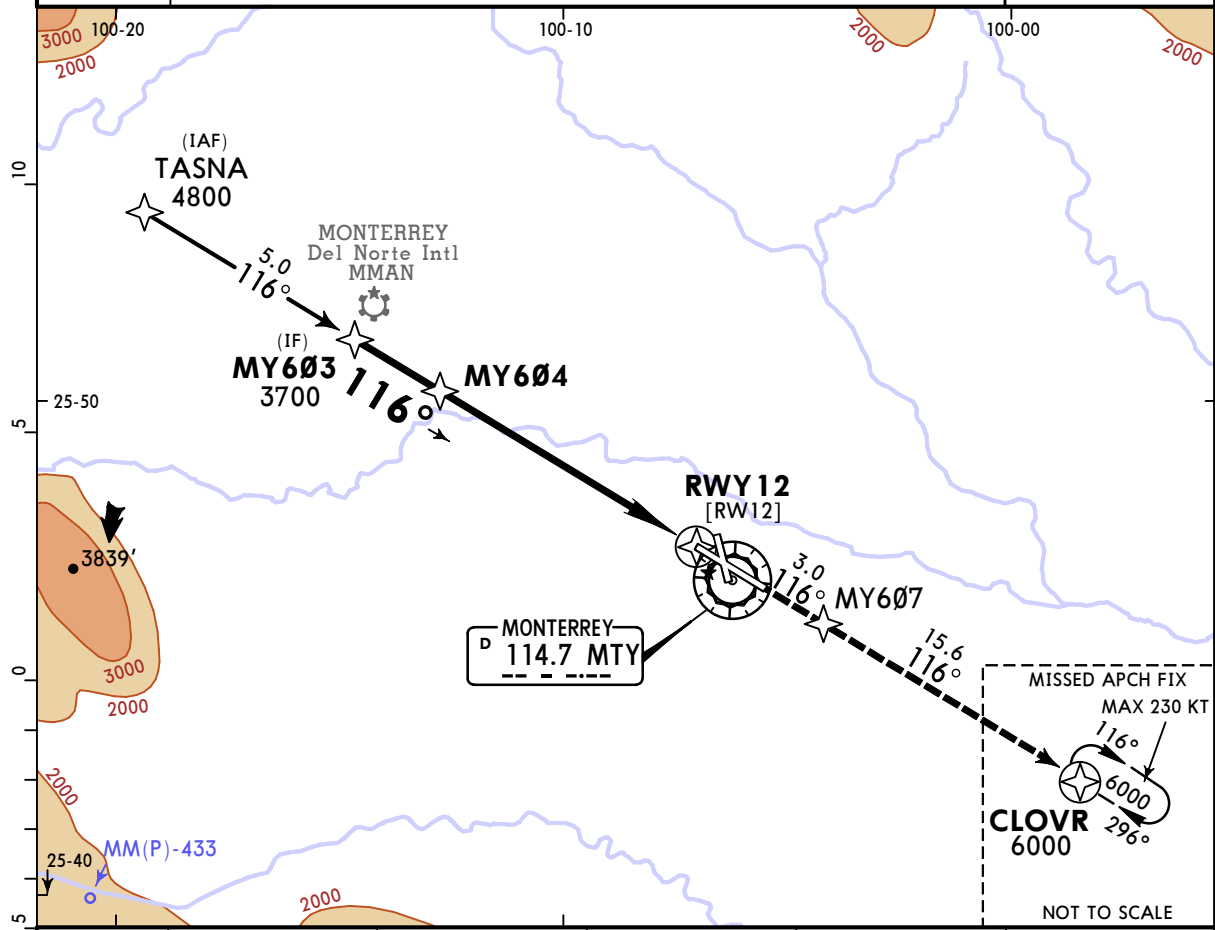 100-20
100-10
100-00
3000
2000
2000
2000
10
(IAF)
TASNA
4800
MONTERREY
Del Norte Intl
MMAN
5.0
116°
(IF)
MY6Ø3
3700
116°
MY6Ø4
25-50
5
RWY 12
[RW12]
3839'
3.0
116°
MY6Ø7
MONTERREY
D 114.7 MTY
15.6
116°
3000
2000
0
MISSED APCH FIX
MAX 230 KT
116°
6000
296°
CLOVR
6000
2000
MM(P)-433
25-40
2000
5
NOT TO SCALE